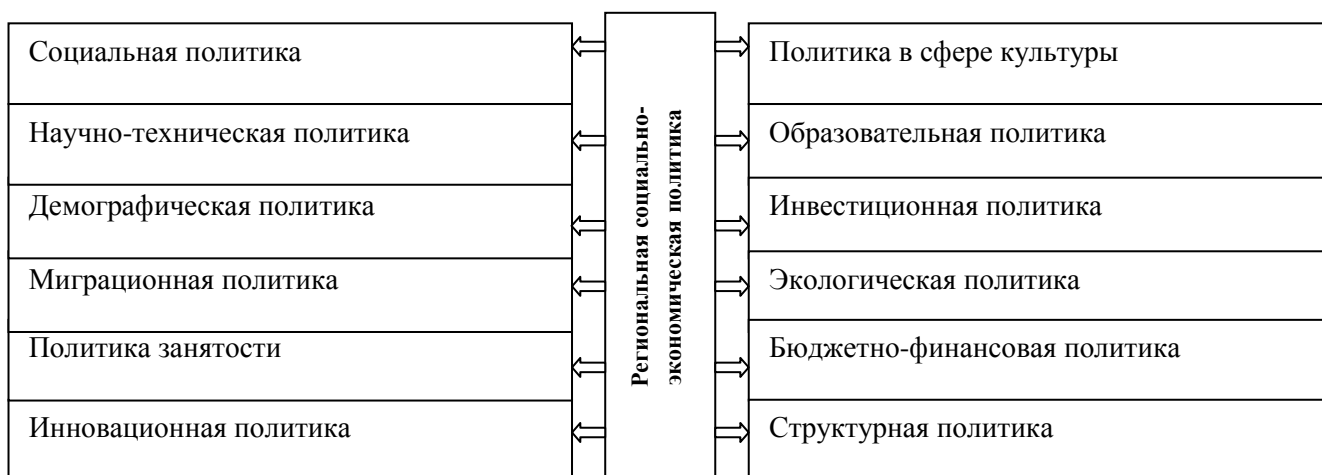 Социальная политика
Научно-техническая политика
Демографическая политика
Миграционная политика
Политика занятости
Инновационная политика
Региональная социально-
экономическая политика
Политика в сфере культуры
Образовательная политика
Инвестиционная политика
Экологическая политика
Бюджетно-финансовая политика
Структурная политика